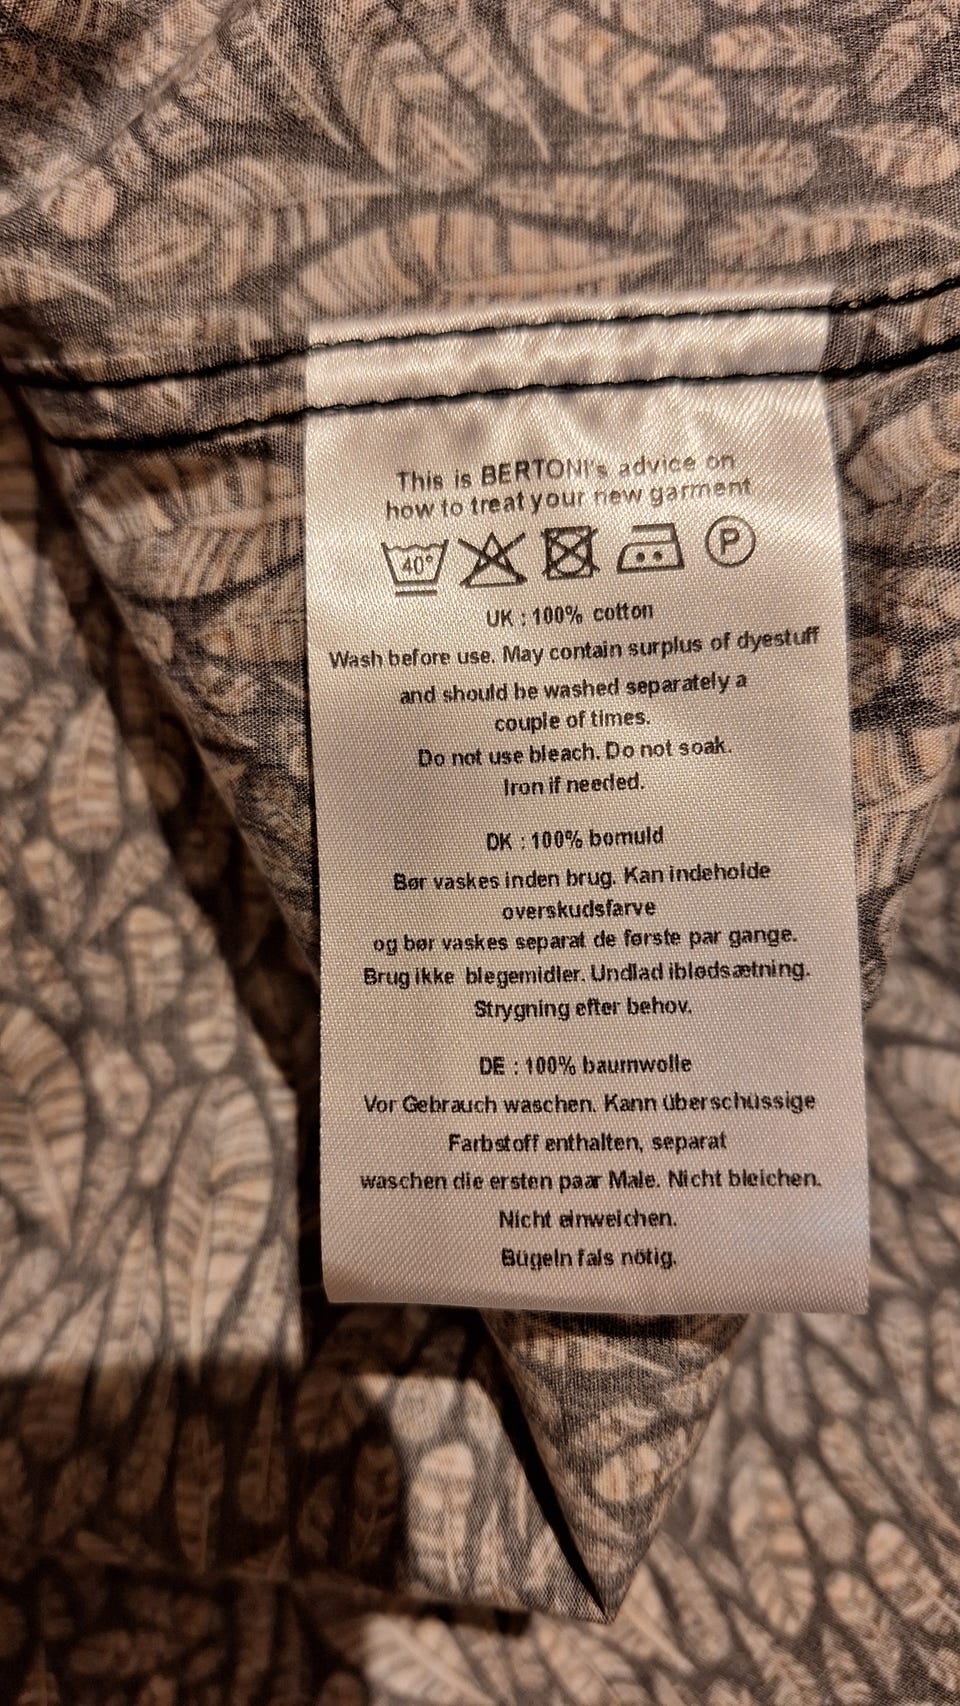 This is BERTONI's advice on
how to treat your new garment
40° P
UK : 100% cotton
Wash before use. May contain surplus of dyestuff
and should be washed separately a
couple of times.
Do not use bleach. Do not soak.
Iron if needed.
DK : 100% bomuld
Bør vaskes inden brug. Kan indeholde
overskudsfarve
og bør vaskes separat de første par gange.
Brug ikke blegemidler. Undlad iblødsætning.
Strygning efter behov.
DE : 100% baumwolle
Vor Gebrauch waschen. Kann überschüssige
Farbstoff enthalten, separat
waschen die ersten paar Male. Nicht bleichen.
Nicht einweichen.
Bügeln fals nötig.